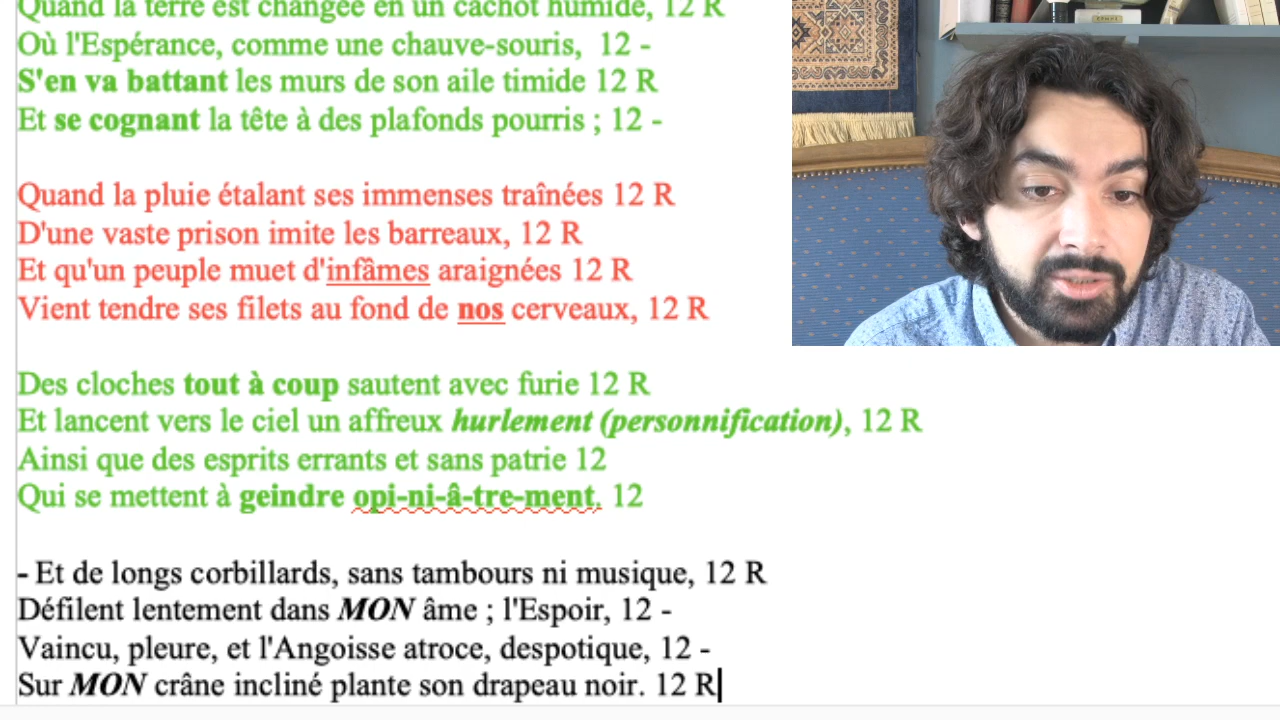 Quand la terre est changée en un cachot humide, 12 R
Où l'Espérance, comme une chauve-souris,  12 -
S'en va battant les murs de son aile timide 12 R
Et se cognant la tête à des plafonds pourris ; 12 -
Quand la pluie étalant ses immenses traînées 12 R
D'une vaste prison imite les barreaux, 12 R
Et qu'un peuple muet d'infâmes araignées 12 R
Vient tendre ses filets au fond de nos cerveaux, 12 R
Des cloches tout à coup sautent avec furie 12 R
Et lancent vers le ciel un affreux hurlement (personnification), 12 R
Ainsi que des esprits errants et sans patrie 12
Qui se mettent à geindre opi-ni-â-tre-ment. 12
- Et de longs corbillards, sans tambours ni musique, 12 R
Défilent lentement dans MON âme ; l'Espoir, 12 -
Vaincu, pleure, et l'Angoisse atroce, despotique, 12 -
Sur MON crâne incliné plante son drapeau noir. 12 R